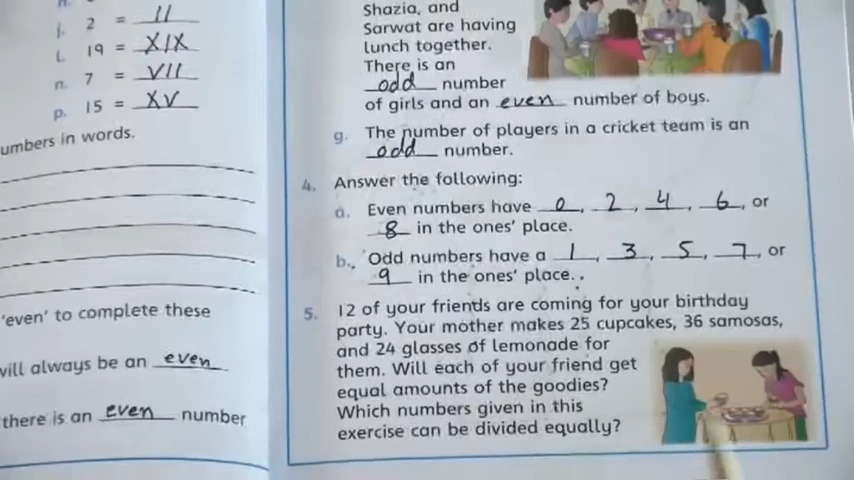 j. 2 = II
l. 19 = XIX
n. 7 = VII
p. 15 = XV
umbers in words.
'even' to complete these
will always be an even
there is an even number
Shazia, and
Sarwat are having
lunch together.
There is an
odd number
of girls and an even number of boys.
g. The number of players in a cricket team is an
odd number.
4. Answer the following:
a. Even numbers have 0, 2, 4, 6, or
8 in the ones' place.
b. Odd numbers have a 1, 3, 5, 7, or
9 in the ones' place.
5. 12 of your friends are coming for your birthday
party. Your mother makes 25 cupcakes, 36 samosas,
and 24 glasses of lemonade for
them. Will each of your friend get
equal amounts of the goodies?
Which numbers given in this
exercise can be divided equally?